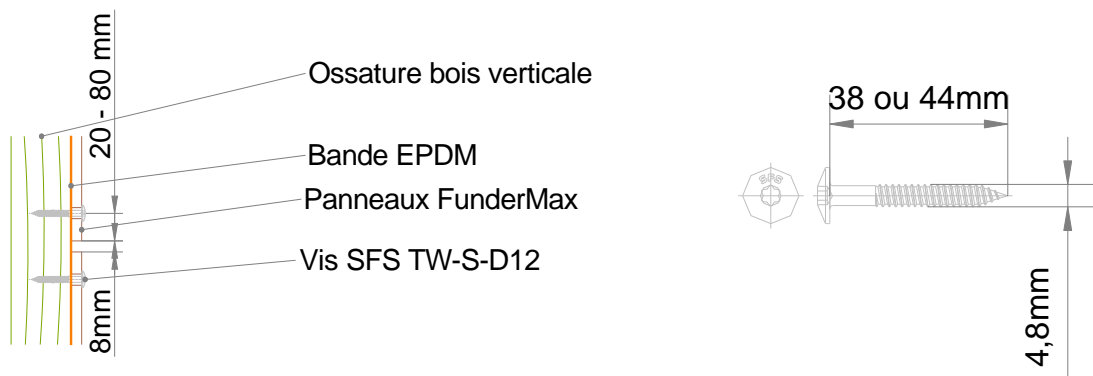 20 - 80 mm
Ossature bois verticale
Bande EPDM
Panneaux FunderMax
Vis SFS TW-S-D12
8mm
38 ou 44mm
SFS
4,8mm